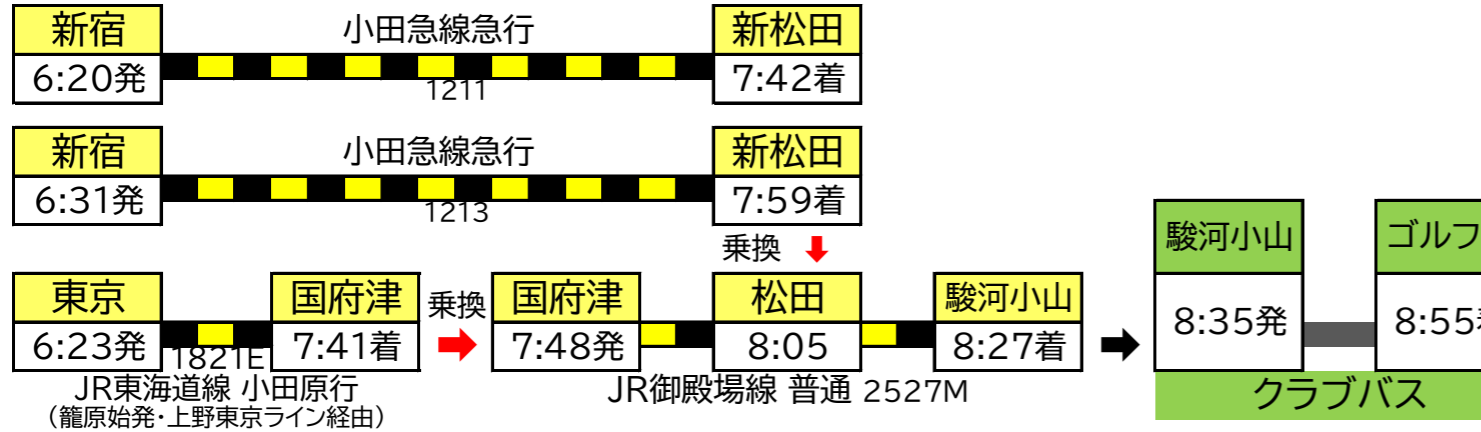 新宿 小田急線急行 新松田
6:20発 1211 7:42着
新宿 小田急線急行 新松田
6:31発 1213 7:59着
乗換
東京 国府津 乗換 国府津 松田 駿河小山 駿河小山 ゴルフ
6:23発 1821E 7:41着 7:48発 8:05 8:27着 8:35発 8:55
JR東海道線 小田原行 JR御殿場線 普通 2527M クラブバス
(籠原始発・上野東京ライン経由)